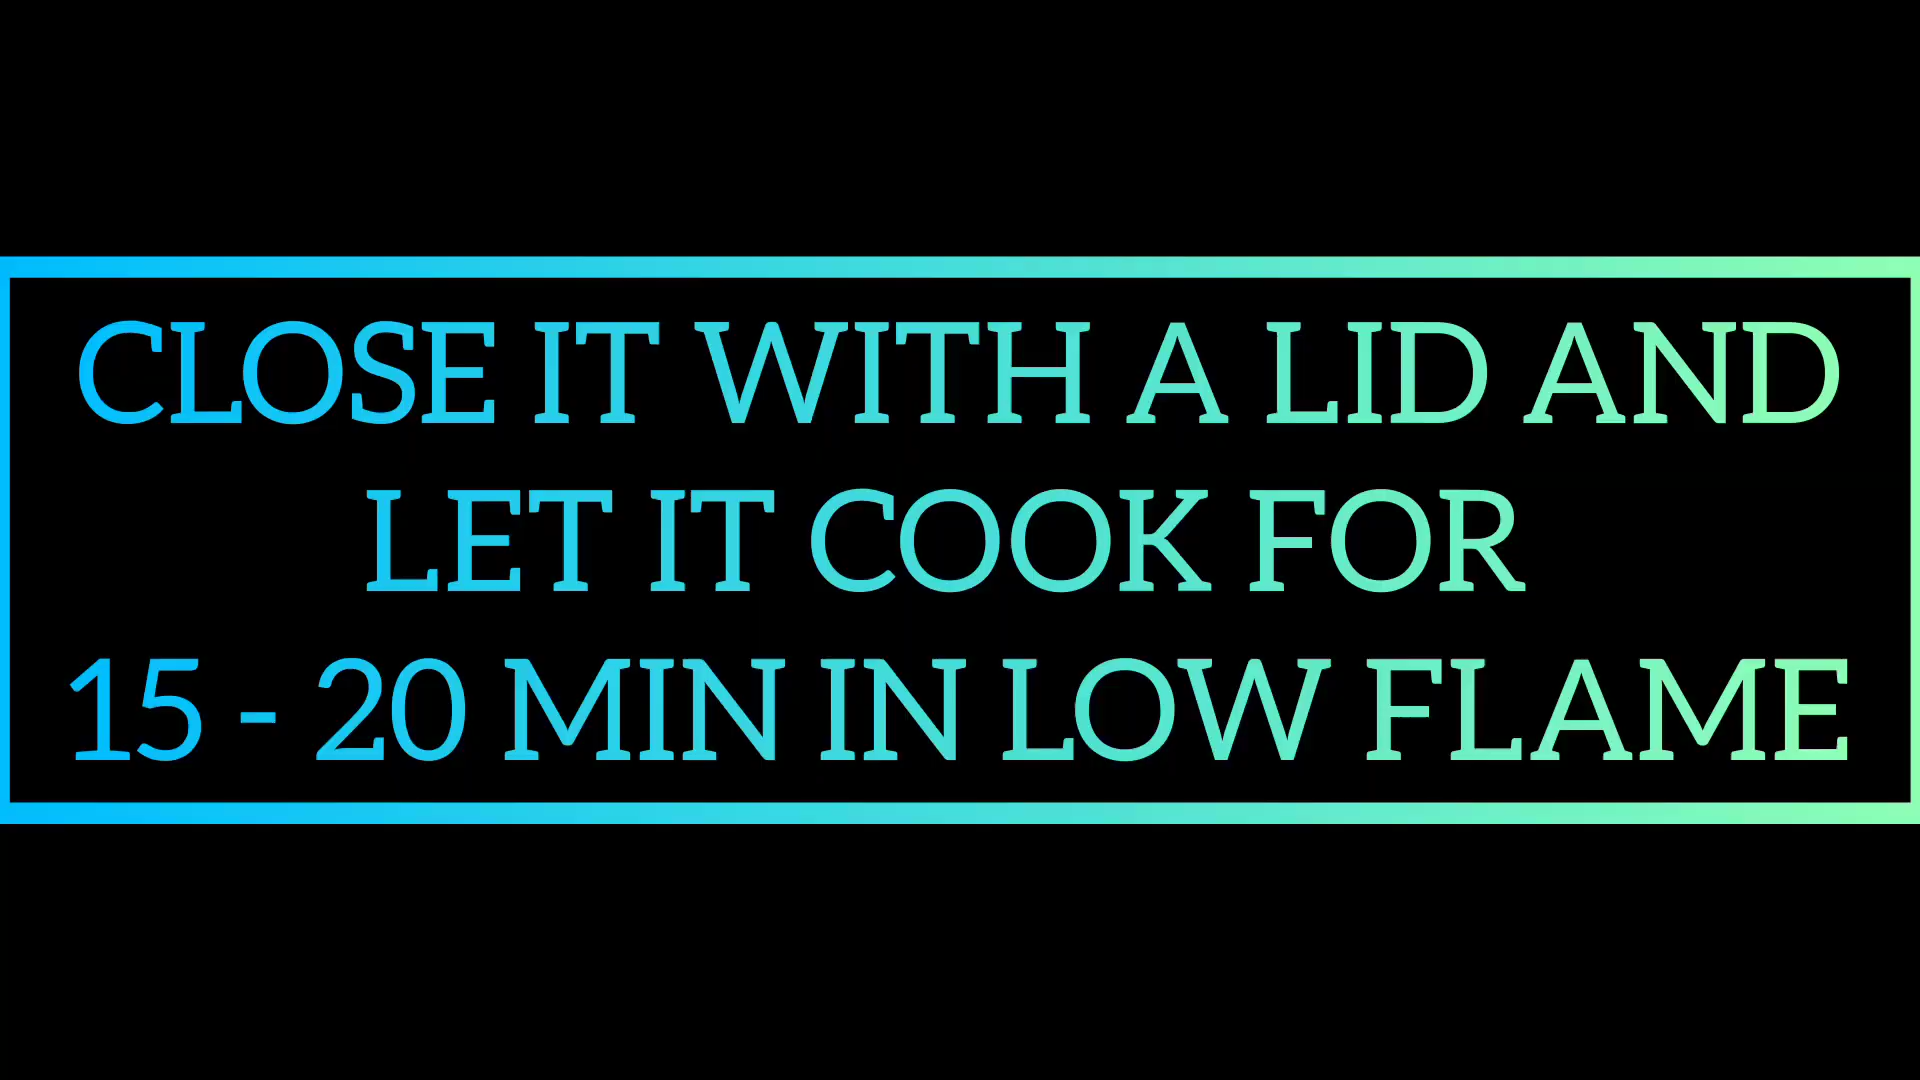 CLOSE IT WITH A LID AND
LET IT COOK FOR
15 - 20 MIN IN LOW FLAME